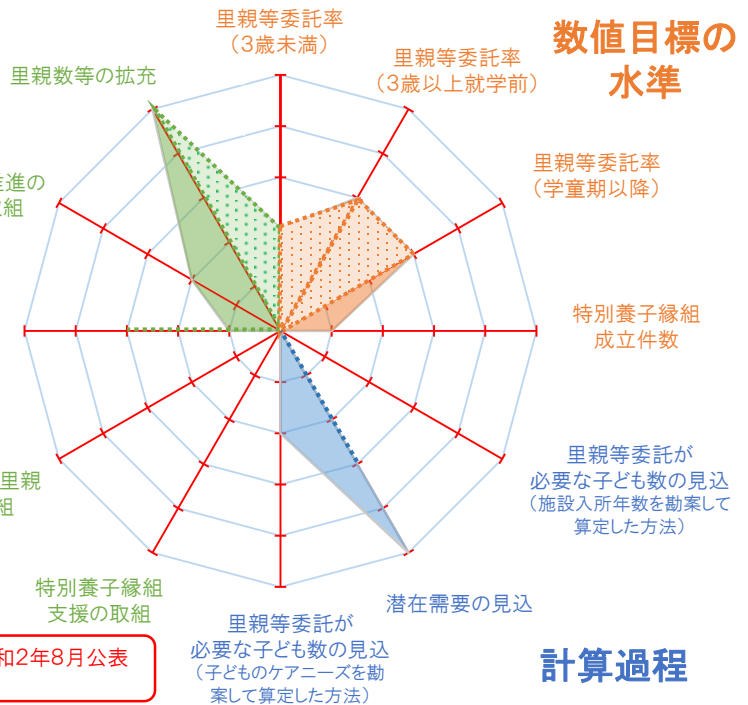 里親等委託率
（3歳未満）
数値目標の
水準
里親等委託率
（3歳以上就学前）
里親数等の拡充
里親等委託率
（学童期以降）
進の
組
特別養子縁組
成立件数
里親等委託が
必要な子ども数の見込
（施設入所年数を勘案して
算定した方法）
里親
組
特別養子縁組
支援の取組
潜在需要の見込
里親等委託が
必要な子ども数の見込
（子どものケアニーズを勘
案して算定した方法）
和2年8月公表
計算過程